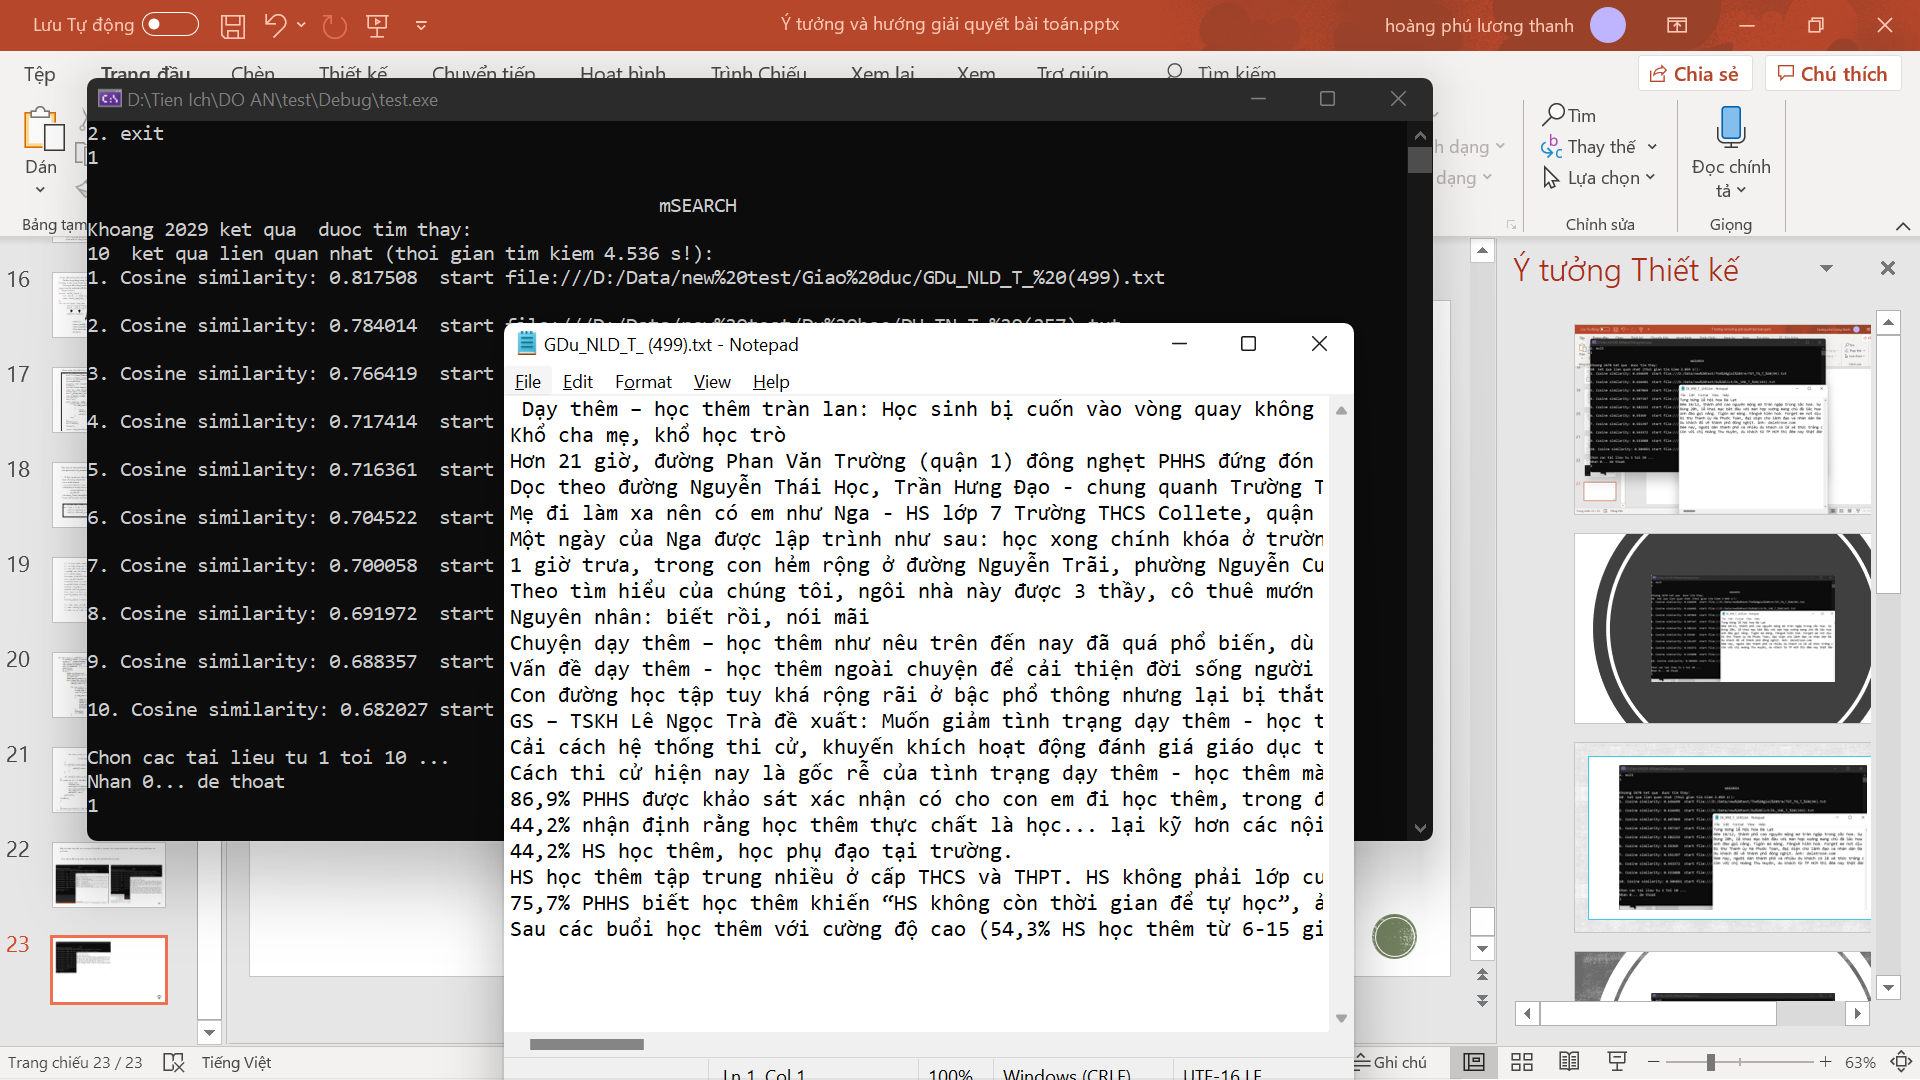 Lưu Tự động
Ý tưởng và hướng giải quyết bài toán.pptx
hoàng phú lương thanh
Tệp
Trang đầu
Chèn
Thiết kế
Chuyển tiếp
Hoạt hình
Trình Chiếu
Xem lại
Xem
Trợ giúp
Tìm kiếm
Chia sẻ
Chú thích
Dán
Bảng tạm
h dạng
dạng
Tìm
Thay thế
Lựa chọn
Chỉnh sửa
Đọc chính
tả
Giọng
D:\Tien Ich\DO AN\test\Debug\test.exe
2. exit
1
mSEARCH
Khoang 2029 ket qua  duoc tim thay:
10  ket qua lien quan nhat (thoi gian tim kiem 4.536 s!):
1. Cosine similarity: 0.817508  start file:///D:/Data/new%20test/Giao%20duc/GDu_NLD_T_%20(499).txt
2. Cosine similarity: 0.784014  start
3. Cosine similarity: 0.766419  start
4. Cosine similarity: 0.717414  start
5. Cosine similarity: 0.716361  start
6. Cosine similarity: 0.704522  start
7. Cosine similarity: 0.700058  start
8. Cosine similarity: 0.691972  start
9. Cosine similarity: 0.688357  start
10. Cosine similarity: 0.682027 start
Chon cac tai lieu tu 1 toi 10 ...
Nhan 0... de thoat
1
GDu_NLD_T_ (499).txt - Notepad
File Edit Format View Help
Dạy thêm – học thêm tràn lan: Học sinh bị cuốn vào vòng quay không
Khổ cha mẹ, khổ học trò
Hơn 21 giờ, đường Phan Văn Trường (quận 1) đông nghẹt PHHS đứng đón
Dọc theo đường Nguyễn Thái Học, Trần Hưng Đạo - chung quanh Trường T
Mẹ đi làm xa nên có em như Nga - HS lớp 7 Trường THCS Collete, quận
Một ngày của Nga được lập trình như sau: học xong chính khóa ở trườn
1 giờ trưa, trong con hẻm rộng ở đường Nguyễn Trãi, phường Nguyễn Cu
Theo tìm hiểu của chúng tôi, ngôi nhà này được 3 thầy, cô thuê mướn
Nguyên nhân: biết rồi, nói mãi
Chuyện dạy thêm – học thêm như nêu trên đến nay đã quá phổ biến, dù
Vấn đề dạy thêm - học thêm ngoài chuyện để cải thiện đời sống người
Con đường học tập tuy khá rộng rãi ở bậc phổ thông nhưng lại bị thắt
GS – TSKH Lê Ngọc Trà đề xuất: Muốn giảm tình trạng dạy thêm - học t
Cải cách hệ thống thi cử, khuyến khích hoạt động đánh giá giáo dục t
Cách thi cử hiện nay là gốc rễ của tình trạng dạy thêm - học thêm mà
86,9% PHHS được khảo sát xác nhận có cho con em đi học thêm, trong đ
44,2% nhận định rằng học thêm thực chất là học... lại kỹ hơn các nội
44,2% HS học thêm, học phụ đạo tại trường.
HS học thêm tập trung nhiều ở cấp THCS và THPT. HS không phải lớp cu
75,7% PHHS biết học thêm khiến “HS không còn thời gian để tự học”, ả
Sau các buổi học thêm với cường độ cao (54,3% HS học thêm từ 6-15 gi
Ln 1, Col 1
100%
Windows (CRLF)
UTF-16 LE
16
17
18
19
20
21
22
23
Ý tưởng Thiết kế
Trang chiếu 23 / 23
Tiếng Việt
Ghi chú
63%